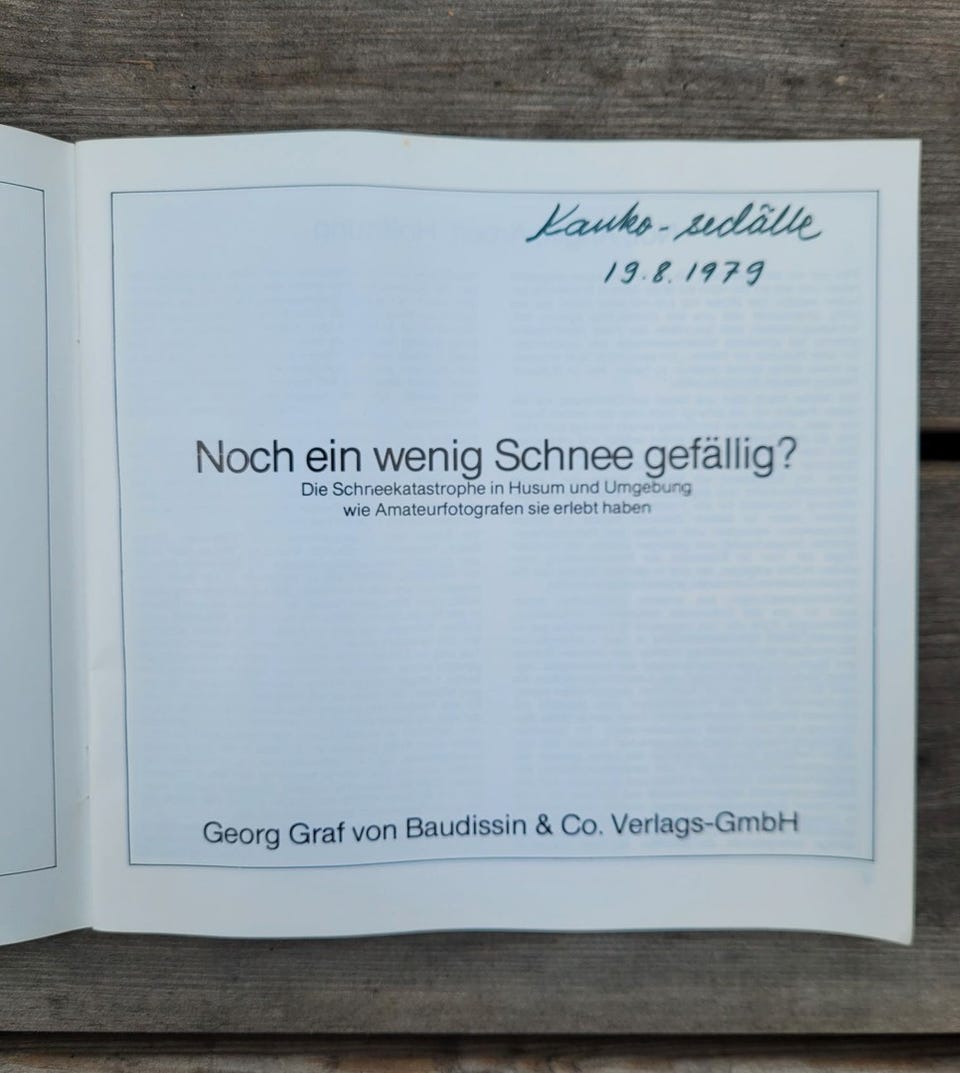 Kauko-sedälle
19.8.1979
Noch ein wenig Schnee gefällig?
Die Schneekatastrophe in Husum und Umgebung
wie Amateurfotografen sie erlebt haben
Georg Graf von Baudissin & Co. Verlags-GmbH